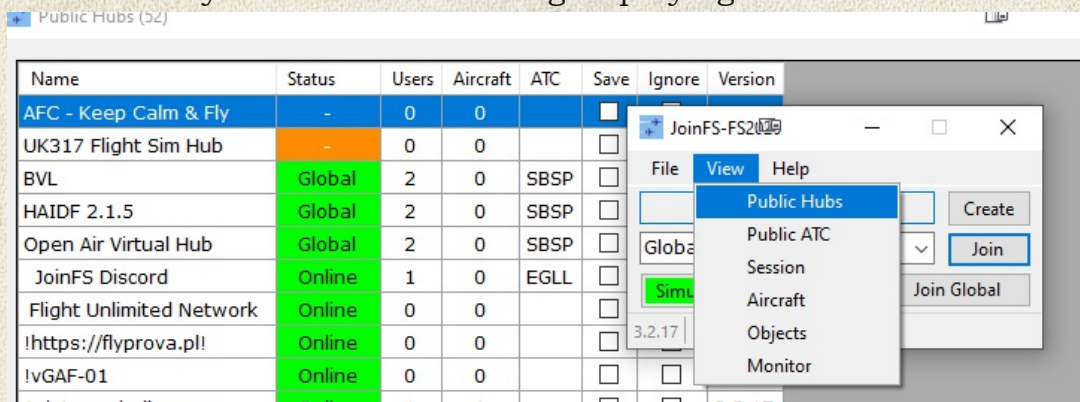 Public Hubs (52)
Name Status Users Aircraft ATC Save Ignore Version
AFC - Keep Calm & Fly - 0 0
UK317 Flight Sim Hub - 0 0
BVL Global 2 0 SBSP
HAIDF 2.1.5 Global 2 0 SBSP
Open Air Virtual Hub Global 2 0 SBSP
JoinFS Discord Online 1 0 EGLL
Flight Unlimited Network Online 0 0
!https://flyprova.pl! Online 0 0
!vGAF-01 Online 0 0
JoinFS-FS2
File View Help
Public Hubs
Public ATC
Session
Aircraft
Objects
Monitor
Create
Globa
Join
Simu
Join Global
3.2.17